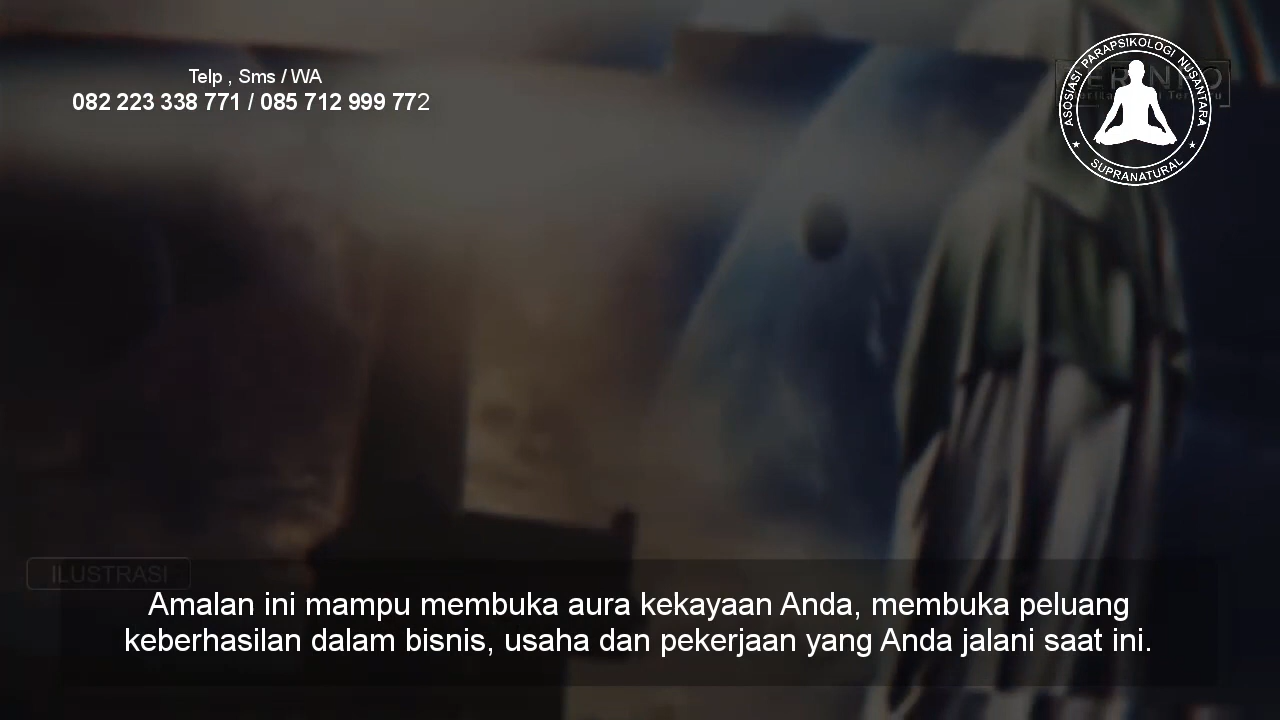 Telp , Sms / WA
082 223 338 771 / 085 712 999 772
ASOSIASI PARAPSIKOLOGI NUSANTARA
SUPRANATURAL
ILUSTRASI
Amalan ini mampu membuka aura kekayaan Anda, membuka peluang
keberhasilan dalam bisnis, usaha dan pekerjaan yang Anda jalani saat ini.